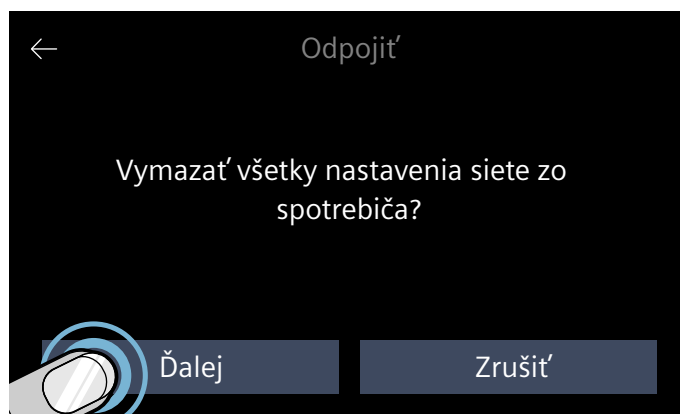 Odpojiť
Vymazať všetky nastavenia siete zo
spotrebiča?
Ďalej
Zrušiť